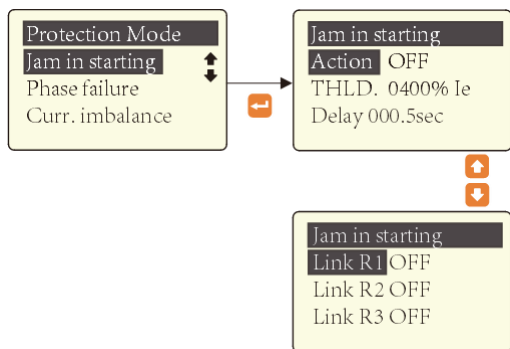 Protection Mode
Jam in starting
Phase failure
Curr. imbalance
Jam in starting
Action OFF
THLD. 0400% Ie
Delay 000.5sec
Jam in starting
Link R1 OFF
Link R2 OFF
Link R3 OFF